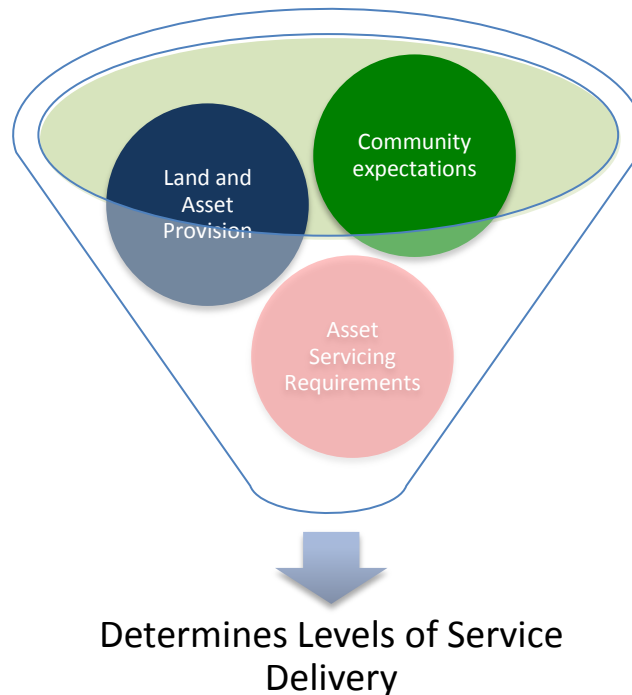 Community
expectations
Land and
Asset
Provision
Asset
Servicing
Requirements
Determines Levels of Service
Delivery